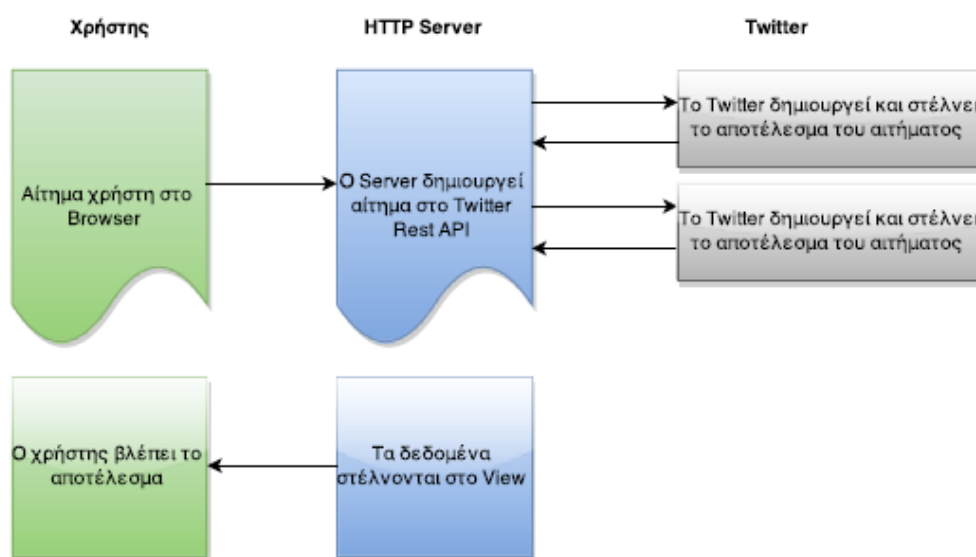 Χρήστης
HTTP Server
Twitter
Αίτημα χρήστη στο
Browser
Ο Server δημιουργεί
αίτημα στο Twitter
Rest API
Το Twitter δημιουργεί και στέλνει
το αποτέλεσμα του αιτήματος
Το Twitter δημιουργεί και στέλνει
το αποτέλεσμα του αιτήματος
Ο χρήστης βλέπει το
αποτέλεσμα
Τα δεδομένα
στέλνονται στο View